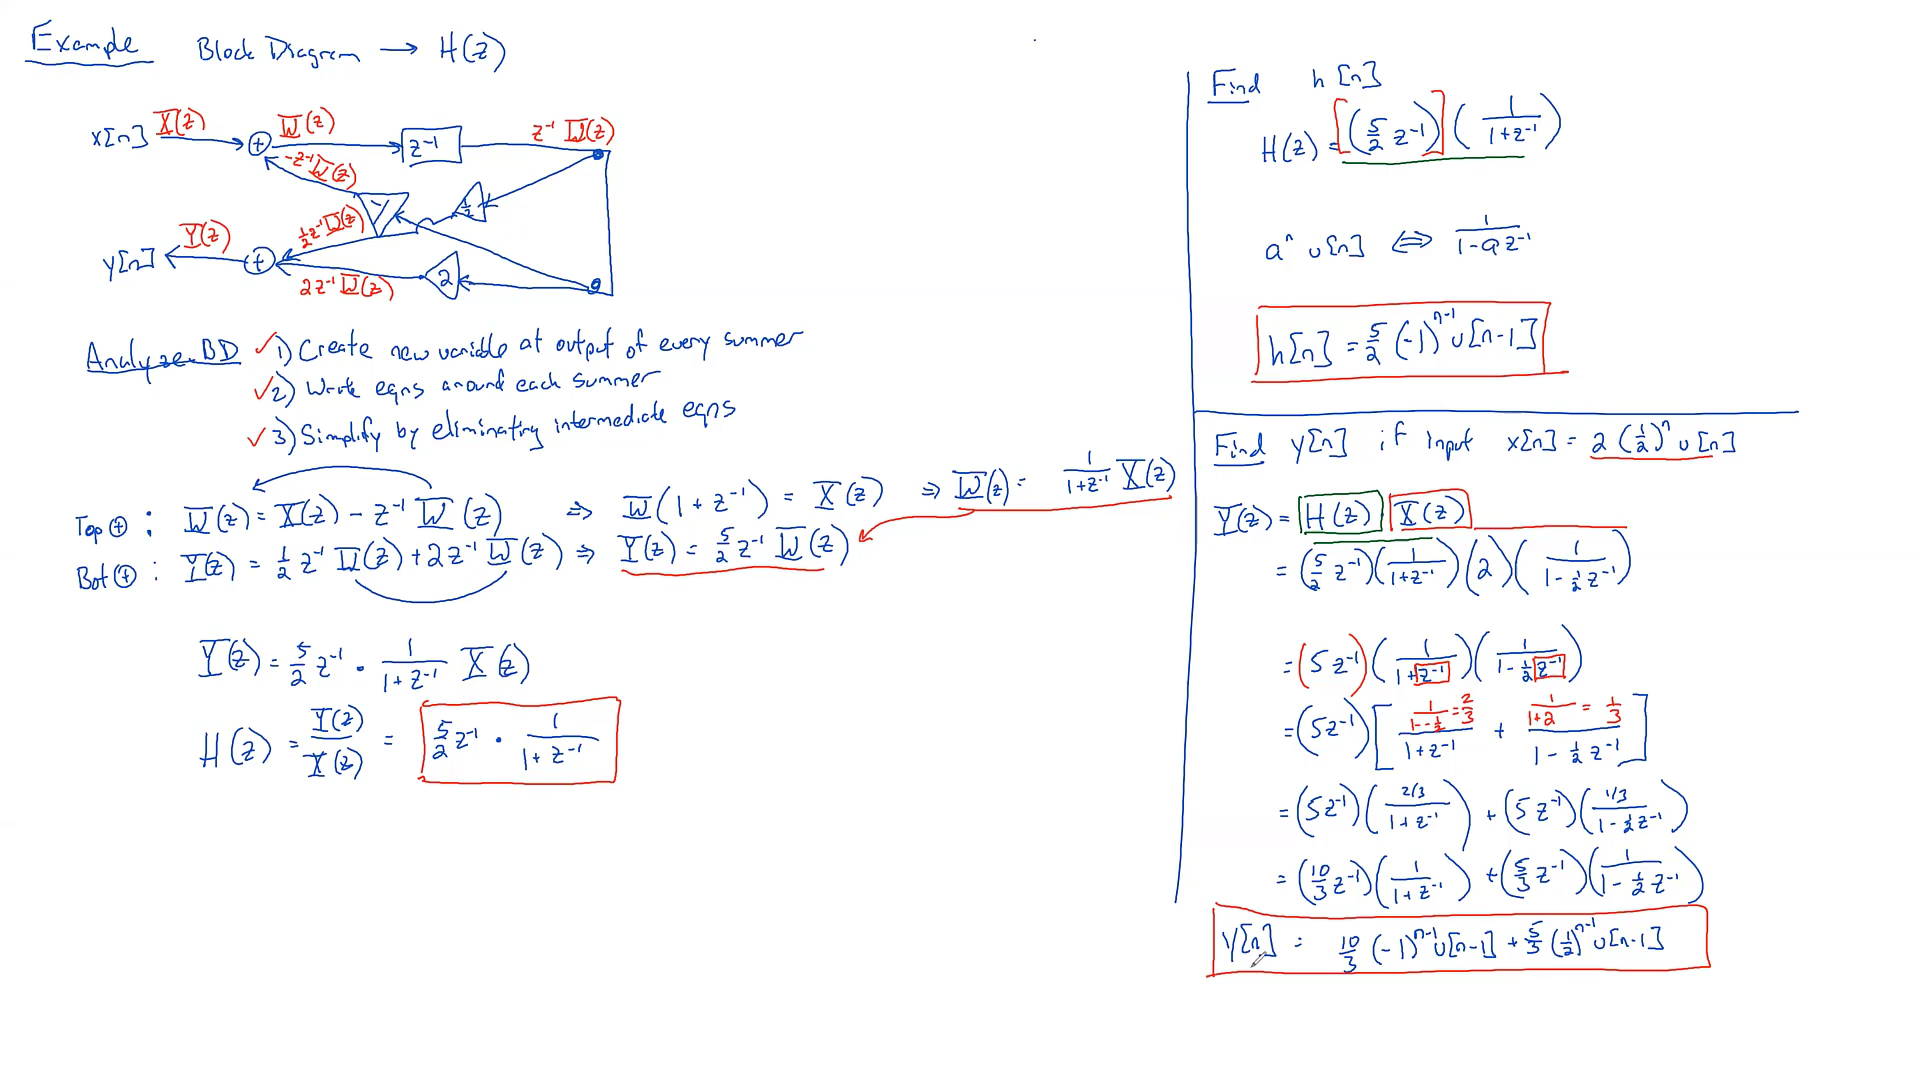 Example Block Diagram → H(z)
x[n] X(z) W(z) z⁻¹ z⁻¹ W(z)
-z⁻¹W(z)
-1 1/2
1/2 z⁻¹W(z)
y[n] Y(z) 2
2z⁻¹W(z)
Analyze BD ✓1) Create new variable at output of every summer
✓2) Write eqns around each summer
✓3) Simplify by eliminating intermediate eqns
Top ⊕ : W(z) = X(z) - z⁻¹ W(z) ⇒ W(1 + z⁻¹) = X(z) ⇒ W(z) = 1/(1+z⁻¹) X(z)
Bot ⊕ : Y(z) = 1/2 z⁻¹ W(z) + 2z⁻¹ W(z) ⇒ Y(z) = 5/2 z⁻¹ W(z)
Y(z) = 5/2 z⁻¹ · 1/(1+z⁻¹) X(z)
H(z) = Y(z)/X(z) = 5/2 z⁻¹ · 1/(1+z⁻¹)
Find h[n]
H(z) = [(5/2 z⁻¹)] (1/(1+z⁻¹))
aⁿ u[n] ⇔ 1/(1-az⁻¹)
h[n] = 5/2 (-1)ⁿ⁻¹ u[n-1]
Find y[n] if input x[n] = 2 (1/2)ⁿ u[n]
Y(z) = H(z) X(z)
= (5/2 z⁻¹)(1/(1+z⁻¹))(2)(1/(1-1/2 z⁻¹))
= (5z⁻¹)(1/(1+z⁻¹))(1/(1-1/2 z⁻¹))
= (5z⁻¹)[(1/(1--1/2) = 2/3)/(1+z⁻¹) + (1/(1+2) = 1/3)/(1-1/2 z⁻¹)]
= (5z⁻¹)((2/3)/(1+z⁻¹)) + (5z⁻¹)((1/3)/(1-1/2 z⁻¹))
= (10/3 z⁻¹)(1/(1+z⁻¹)) + (5/3 z⁻¹)(1/(1-1/2 z⁻¹))
y[n] = 10/3 (-1)ⁿ⁻¹ u[n-1] + 5/3 (1/2)ⁿ⁻¹ u[n-1]